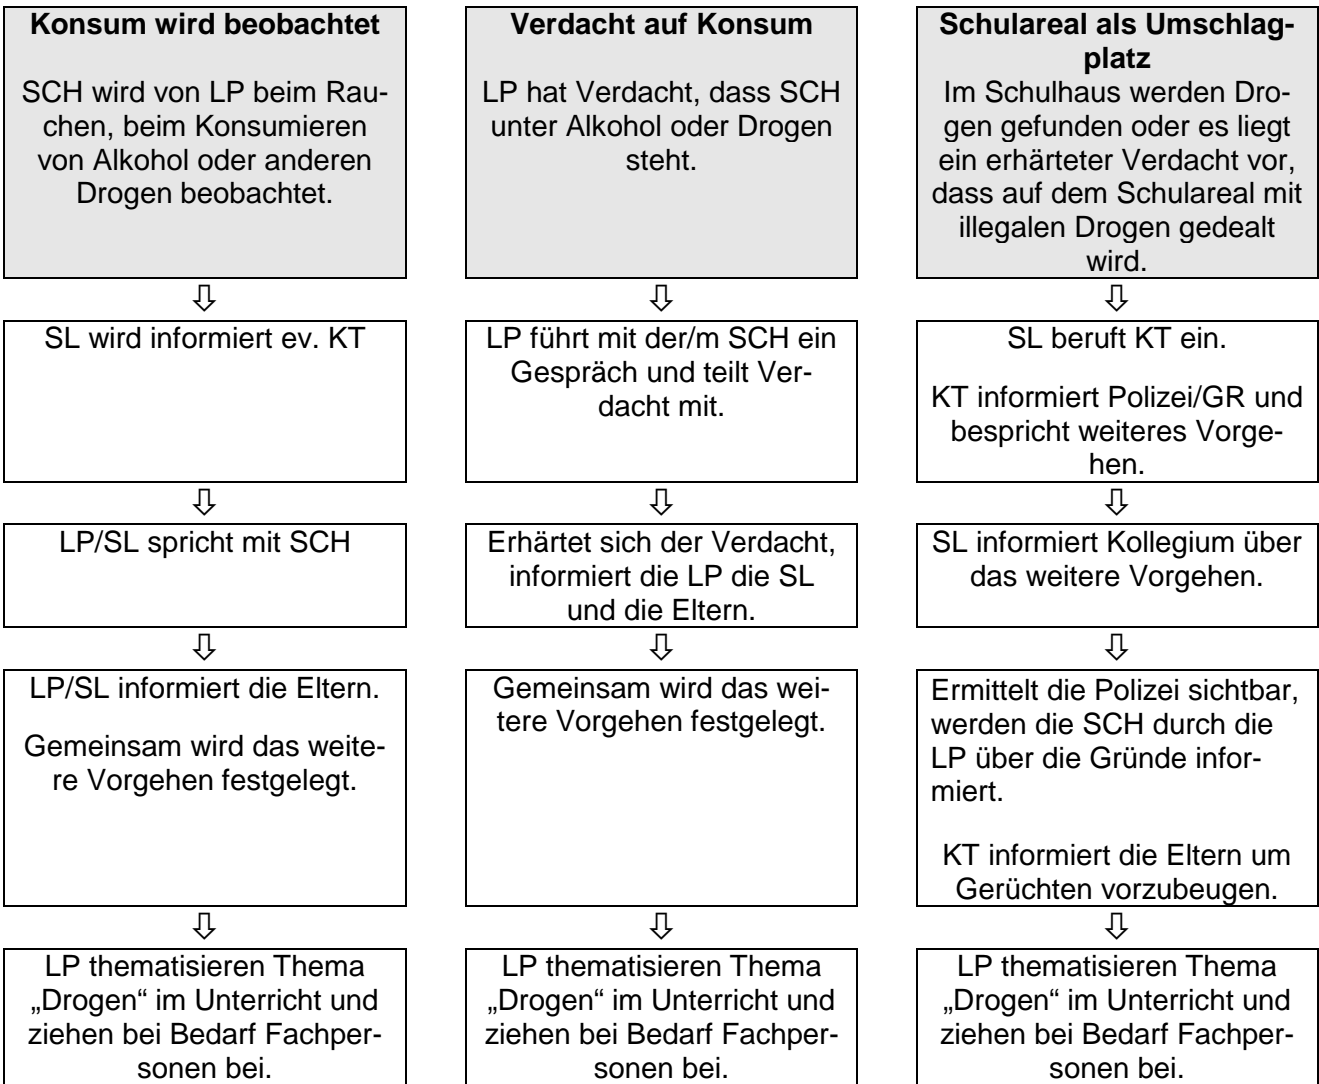 Konsum wird beobachtet
SCH wird von LP beim Rau-
chen, beim Konsumieren
von Alkohol oder anderen
Drogen beobachtet.
⇩
SL wird informiert ev. KT
⇩
LP/SL spricht mit SCH
⇩
LP/SL informiert die Eltern.
Gemeinsam wird das weite-
re Vorgehen festgelegt.
⇩
LP thematisieren Thema
„Drogen“ im Unterricht und
ziehen bei Bedarf Fachper-
sonen bei.
Verdacht auf Konsum
LP hat Verdacht, dass SCH
unter Alkohol oder Drogen
steht.
⇩
LP führt mit der/m SCH ein
Gespräch und teilt Ver-
dacht mit.
⇩
Erhärtet sich der Verdacht,
informiert die LP die SL
und die Eltern.
⇩
Gemeinsam wird das wei-
tere Vorgehen festgelegt.
⇩
LP thematisieren Thema
„Drogen“ im Unterricht und
ziehen bei Bedarf Fachper-
sonen bei.
Schulareal als Umschlag-
platz
Im Schulhaus werden Dro-
gen gefunden oder es liegt
ein erhärteter Verdacht vor,
dass auf dem Schulareal mit
illegalen Drogen gedealt
wird.
⇩
SL beruft KT ein.
KT informiert Polizei/GR und
bespricht weiteres Vorge-
hen.
⇩
SL informiert Kollegium über
das weitere Vorgehen.
⇩
Ermittelt die Polizei sichtbar,
werden die SCH durch die
LP über die Gründe infor-
miert.
KT informiert die Eltern um
Gerüchten vorzubeugen.
⇩
LP thematisieren Thema
„Drogen“ im Unterricht und
ziehen bei Bedarf Fachper-
sonen bei.